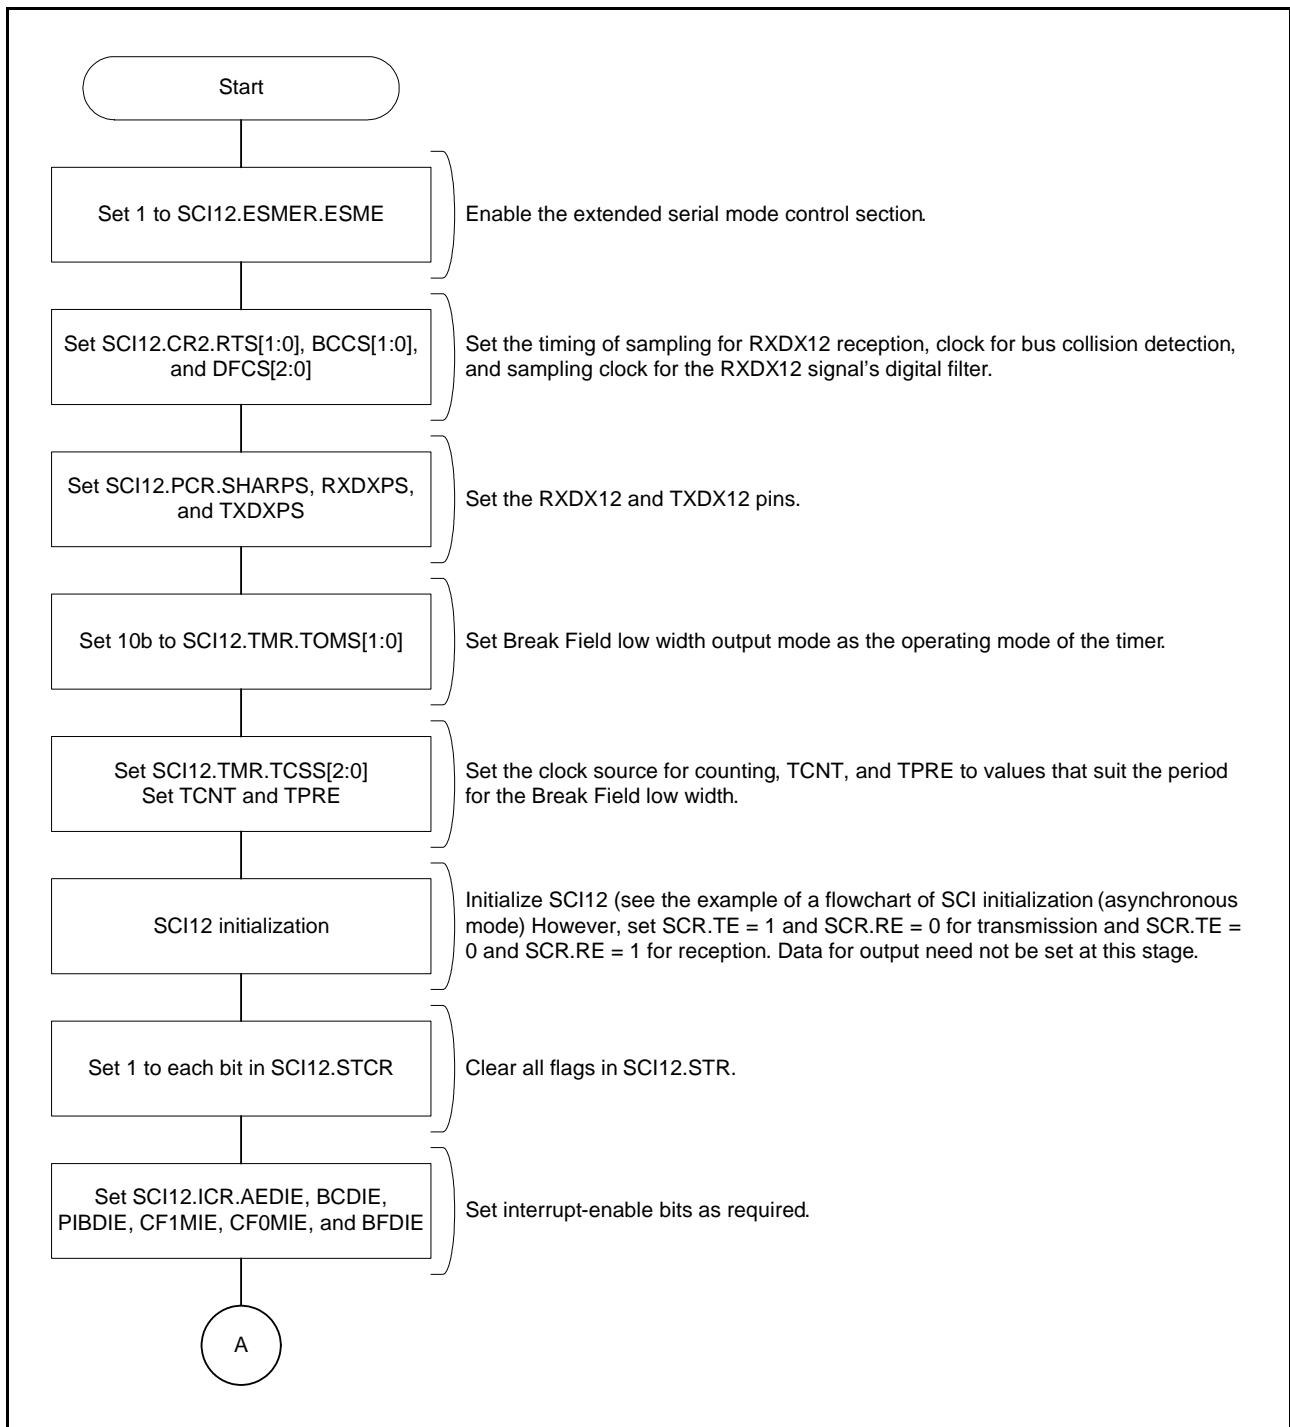 Start
Set 1 to SCI12.ESMER.ESME
Enable the extended serial mode control section.
Set SCI12.CR2.RTS[1:0], BCCS[1:0],
and DFCS[2:0]
Set the timing of sampling for RXDX12 reception, clock for bus collision detection,
and sampling clock for the RXDX12 signal’s digital filter.
Set SCI12.PCR.SHARPS, RXDXPS,
and TXDXPS
Set the RXDX12 and TXDX12 pins.
Set 10b to SCI12.TMR.TOMS[1:0]
Set Break Field low width output mode as the operating mode of the timer.
Set SCI12.TMR.TCSS[2:0]
Set TCNT and TPRE
Set the clock source for counting, TCNT, and TPRE to values that suit the period
for the Break Field low width.
SCI12 initialization
Initialize SCI12 (see the example of a flowchart of SCI initialization (asynchronous
mode) However, set SCR.TE = 1 and SCR.RE = 0 for transmission and SCR.TE =
0 and SCR.RE = 1 for reception. Data for output need not be set at this stage.
Set 1 to each bit in SCI12.STCR
Clear all flags in SCI12.STR.
Set SCI12.ICR.AEDIE, BCDIE,
PIBDIE, CF1MIE, CF0MIE, and BFDIE
Set interrupt-enable bits as required.
A